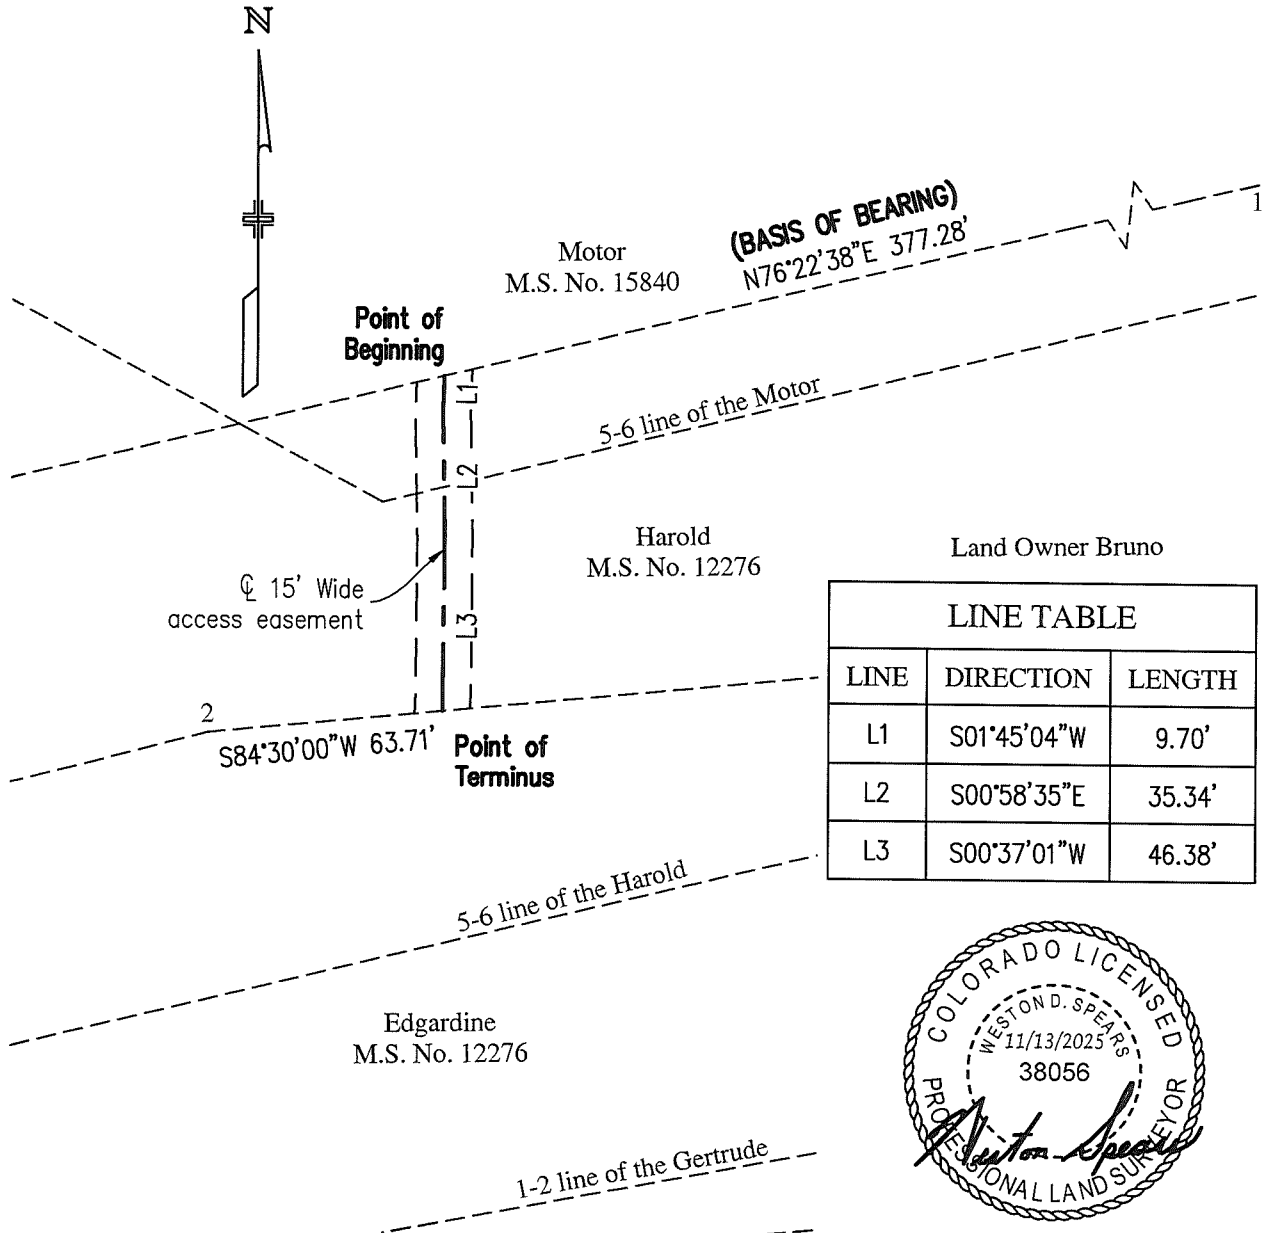 N
(BASIS OF BEARING)
N76°22'38"E 377.28'
1
Motor
M.S. No. 15840
Point of
Beginning
L1
5-6 line of the Motor
L2
Harold
M.S. No. 12276
Land Owner Bruno
℄ 15' Wide
access easement
L3
LINE TABLE
LINE DIRECTION LENGTH
L1 S01°45'04"W 9.70'
L2 S00°58'35"E 35.34'
L3 S00°37'01"W 46.38'
2
S84°30'00"W 63.71'
Point of
Terminus
5-6 line of the Harold
Edgardine
M.S. No. 12276
1-2 line of the Gertrude
COLORADO LICENSED
WESTON D. SPEARS
11/13/2025
38056
Weston Spears
PROFESSIONAL LAND SURVEYOR